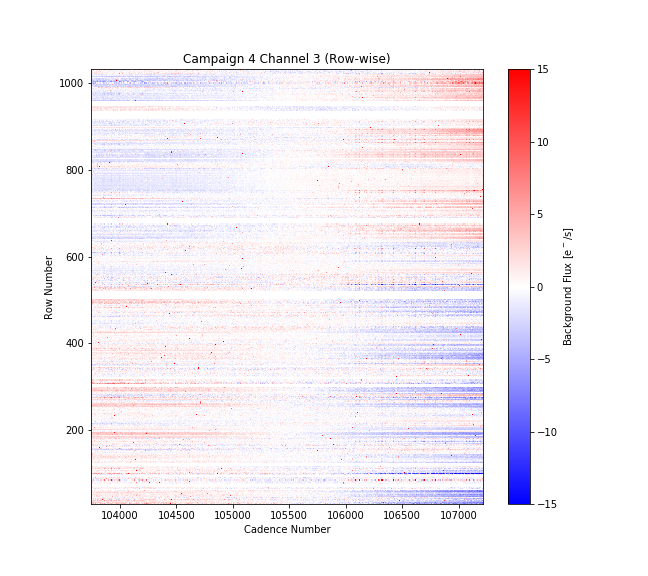 Campaign 4 Channel 3 (Row-wise)
1000
800
600
400
200
Row Number
104000 104500 105000 105500 106000 106500 107000
Cadence Number
15
10
5
0
−5
−10
−15
Background Flux [e⁻/s]